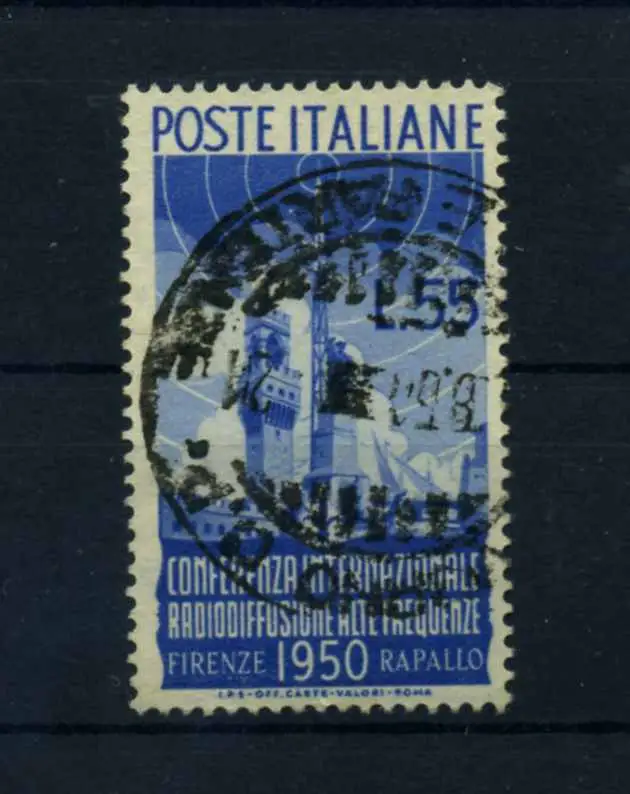 POSTE ITALIANE
L.55
CONFERENZA INTERNAZIONALE
RADIODIFFUSIONE ALTE FREQUENZE
FIRENZE 1950 RAPALLO
I.P.S-OFF. CARTE-VALORI-ROMA